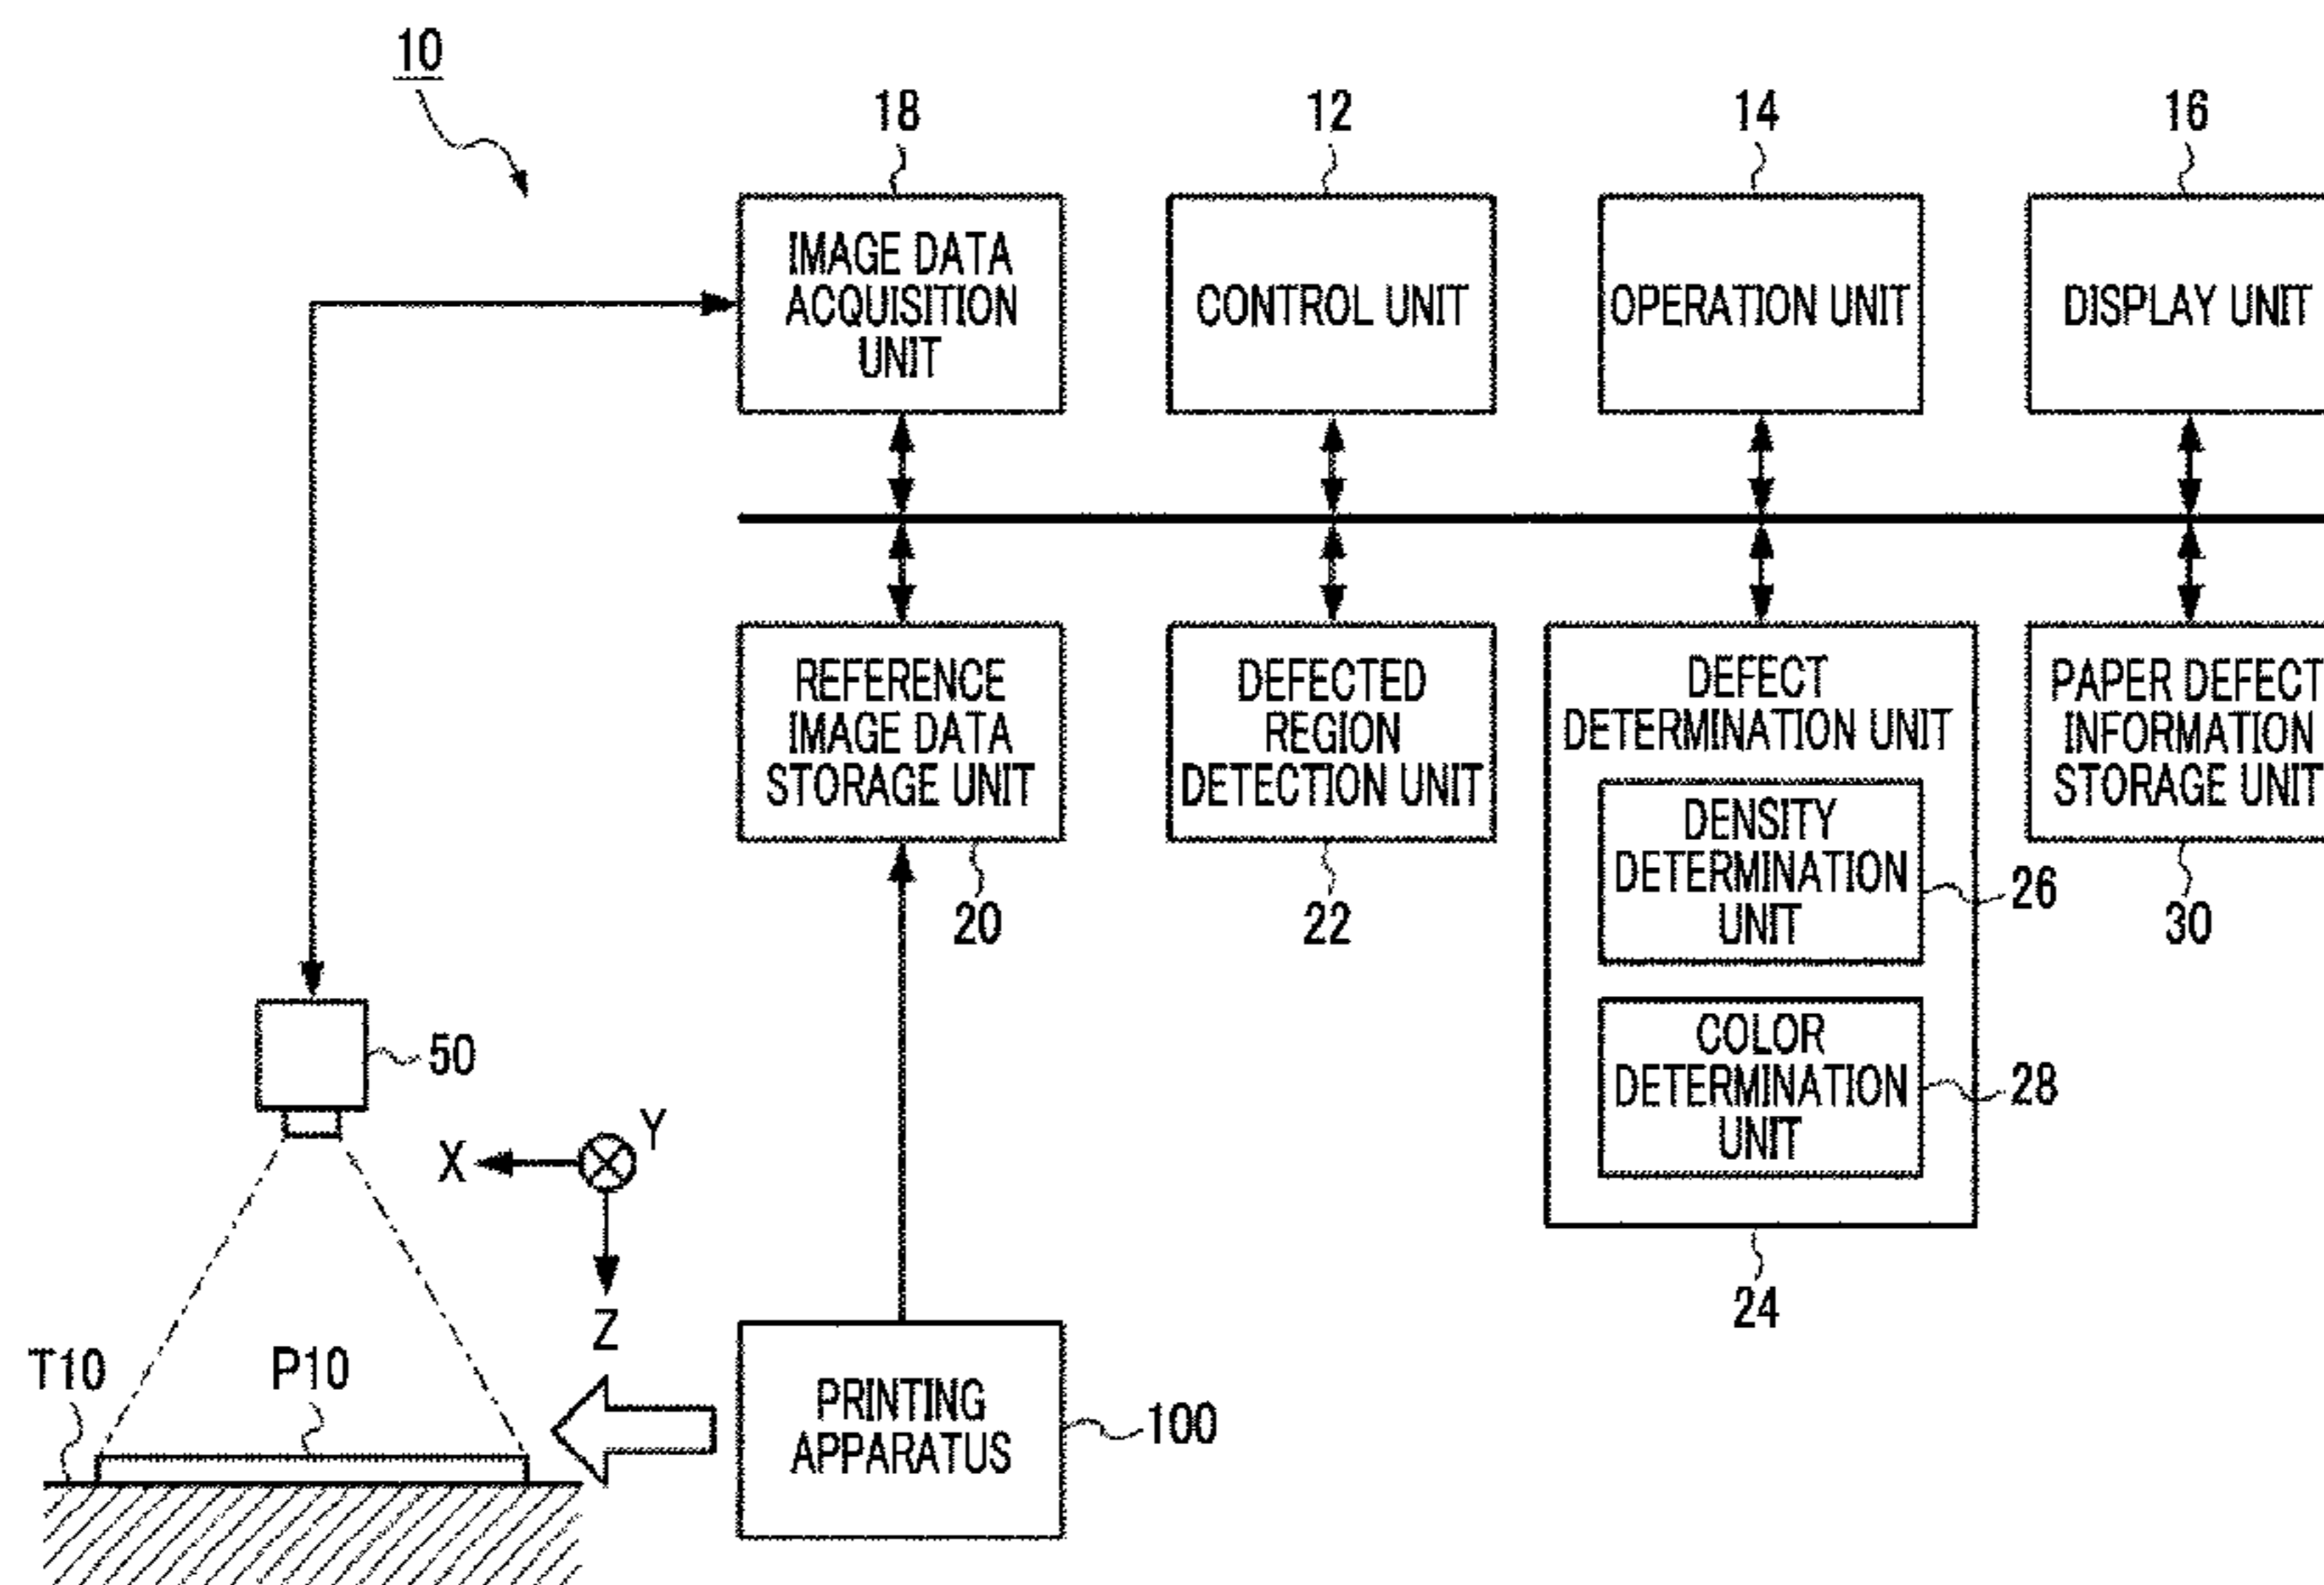 10
18
12
14
16
IMAGE DATA
ACQUISITION
UNIT
CONTROL UNIT
OPERATION UNIT
DISPLAY UNIT
REFERENCE
IMAGE DATA
STORAGE UNIT
DEFECTED
REGION
DETECTION UNIT
DEFECT
DETERMINATION UNIT
PAPER DEFECT
INFORMATION
STORAGE UNIT
DENSITY
DETERMINATION
UNIT
26
20
22
30
COLOR
DETERMINATION
UNIT
28
24
50
X
Y
Z
T10
P10
PRINTING
APPARATUS
100